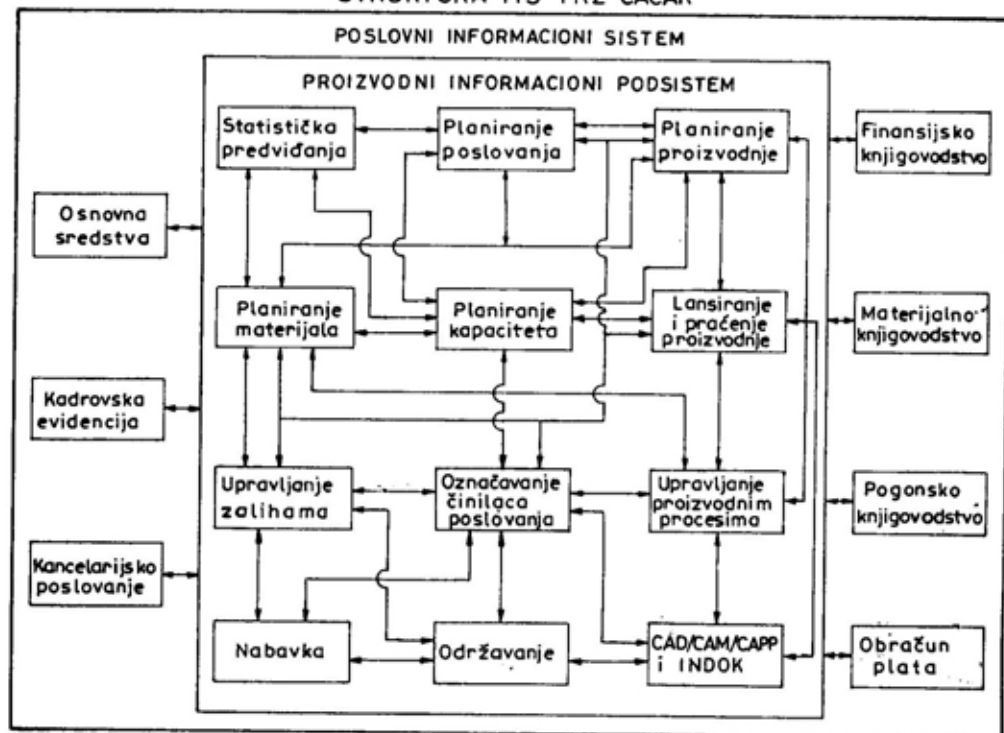 POSLOVNI INFORMACIONI SISTEM
PROIZVODNI INFORMACIONI PODSISTEM
Statistička
predviđanja
Planiranje
poslovanja
Planiranje
proizvodnje
Finansijsko
knjigovodstvo
Osnovna
sredstva
Planiranje
materijala
Planiranje
kapaciteta
Lansiranje
i praćenje
proizvodnje
Materijalno
knjigovodstvo
Kadrovska
evidencija
Upravljanje
zalihama
Označavanje
činilaca
poslovanja
Upravljanje
proizvodnim
procesima
Pogonsko
knjigovodstvo
Kancelarijsko
poslovanje
Nabavka
Održavanje
CAD/CAM/CAPP
i INDOK
Obračun
plata